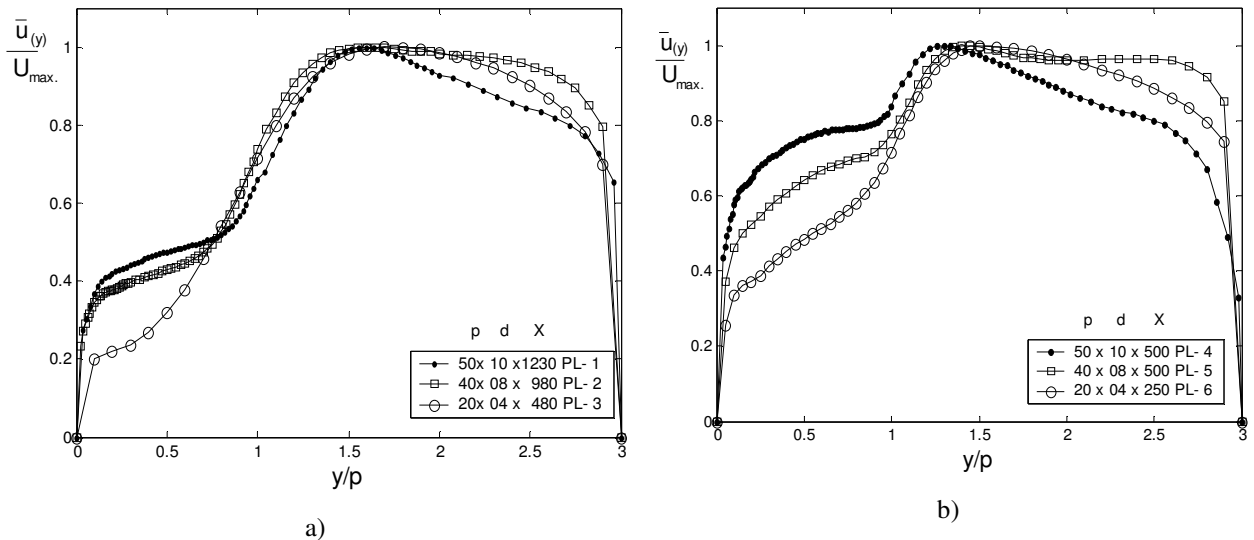 u̅(y)
U max.
1
0.8
0.6
0.4
0.2
0
0 0.5 1 1.5 2 2.5 3
y/p
p d X
50x 10 x1230 PL- 1
40x 08 x 980 PL- 2
20x 04 x 480 PL- 3
a)
u̅(y)
U max.
1
0.8
0.6
0.4
0.2
0
0 0.5 1 1.5 2 2.5 3
y/p
p d X
50 x 10 x 500 PL- 4
40 x 08 x 500 PL- 5
20 x 04 x 250 PL- 6
b)